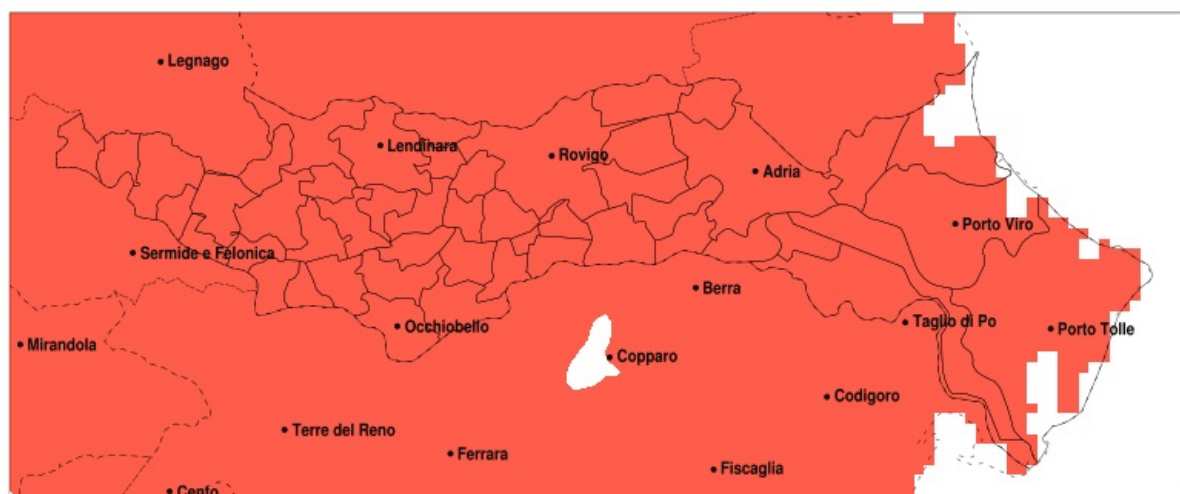 Legnago
Lendinara
Rovigo
Adria
Porto Viro
Sermide e Felonica
Berra
Occhiobello
Taglio di Po
Porto Tolle
Mirandola
Copparo
Codigoro
Terre del Reno
Ferrara
Fiscaglia
Cento